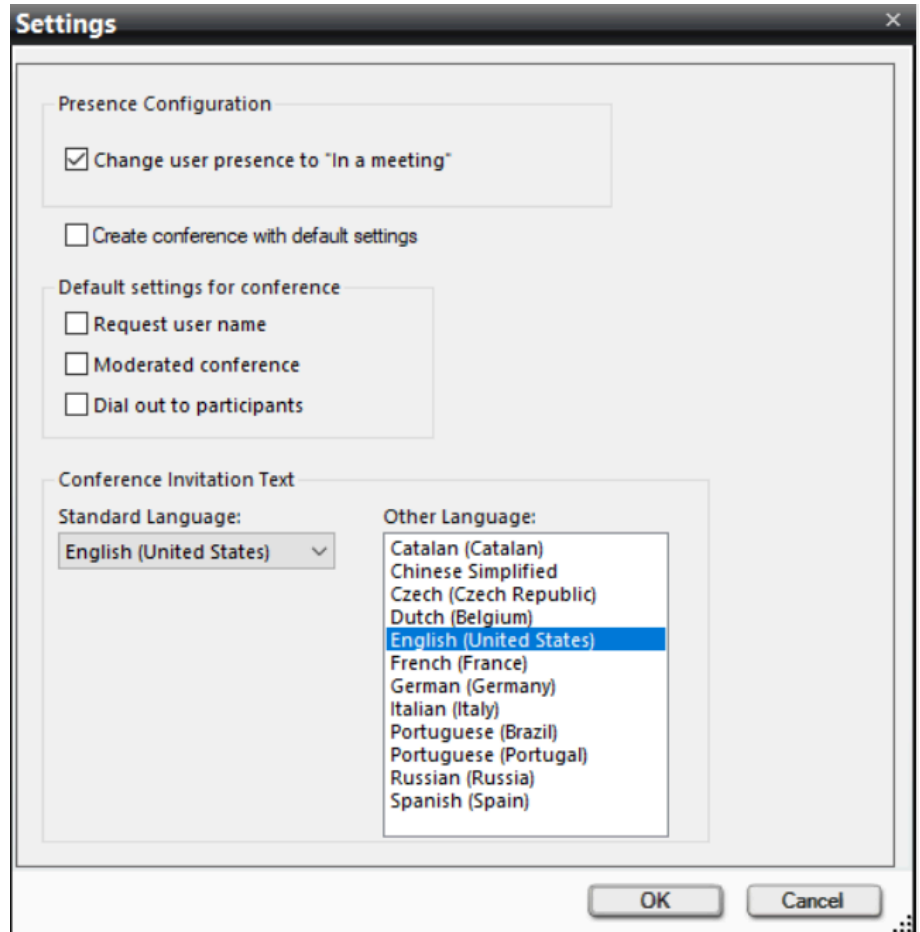 Settings
Presence Configuration
Change user presence to "In a meeting"
Create conference with default settings
Default settings for conference
Request user name
Moderated conference
Dial out to participants
Conference Invitation Text
Standard Language:
English (United States)
Other Language:
Catalan (Catalan)
Chinese Simplified
Czech (Czech Republic)
Dutch (Belgium)
English (United States)
French (France)
German (Germany)
Italian (Italy)
Portuguese (Brazil)
Portuguese (Portugal)
Russian (Russia)
Spanish (Spain)
OK Cancel